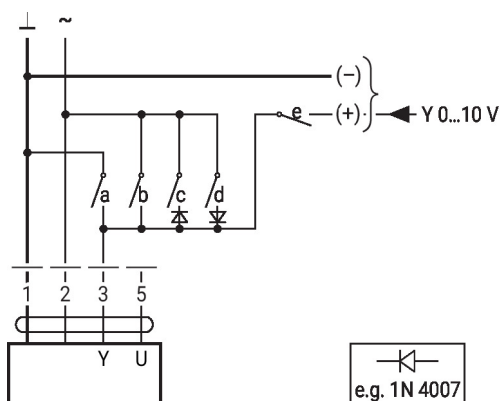 ⊥ ~
(–)
e (+) Y 0...10 V
a b c d
1 2 3 5
Y U
e.g. 1N 4007